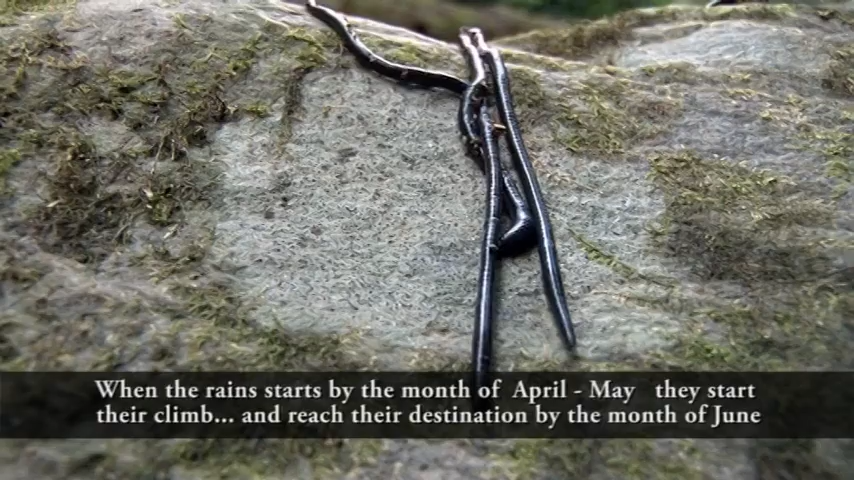 When the rains starts by the month of April - May they start
their climb... and reach their destination by the month of June